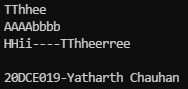 TThhee
AAAAbbbb
HHii----TThheerree
20DCE019-Yatharth Chauhan